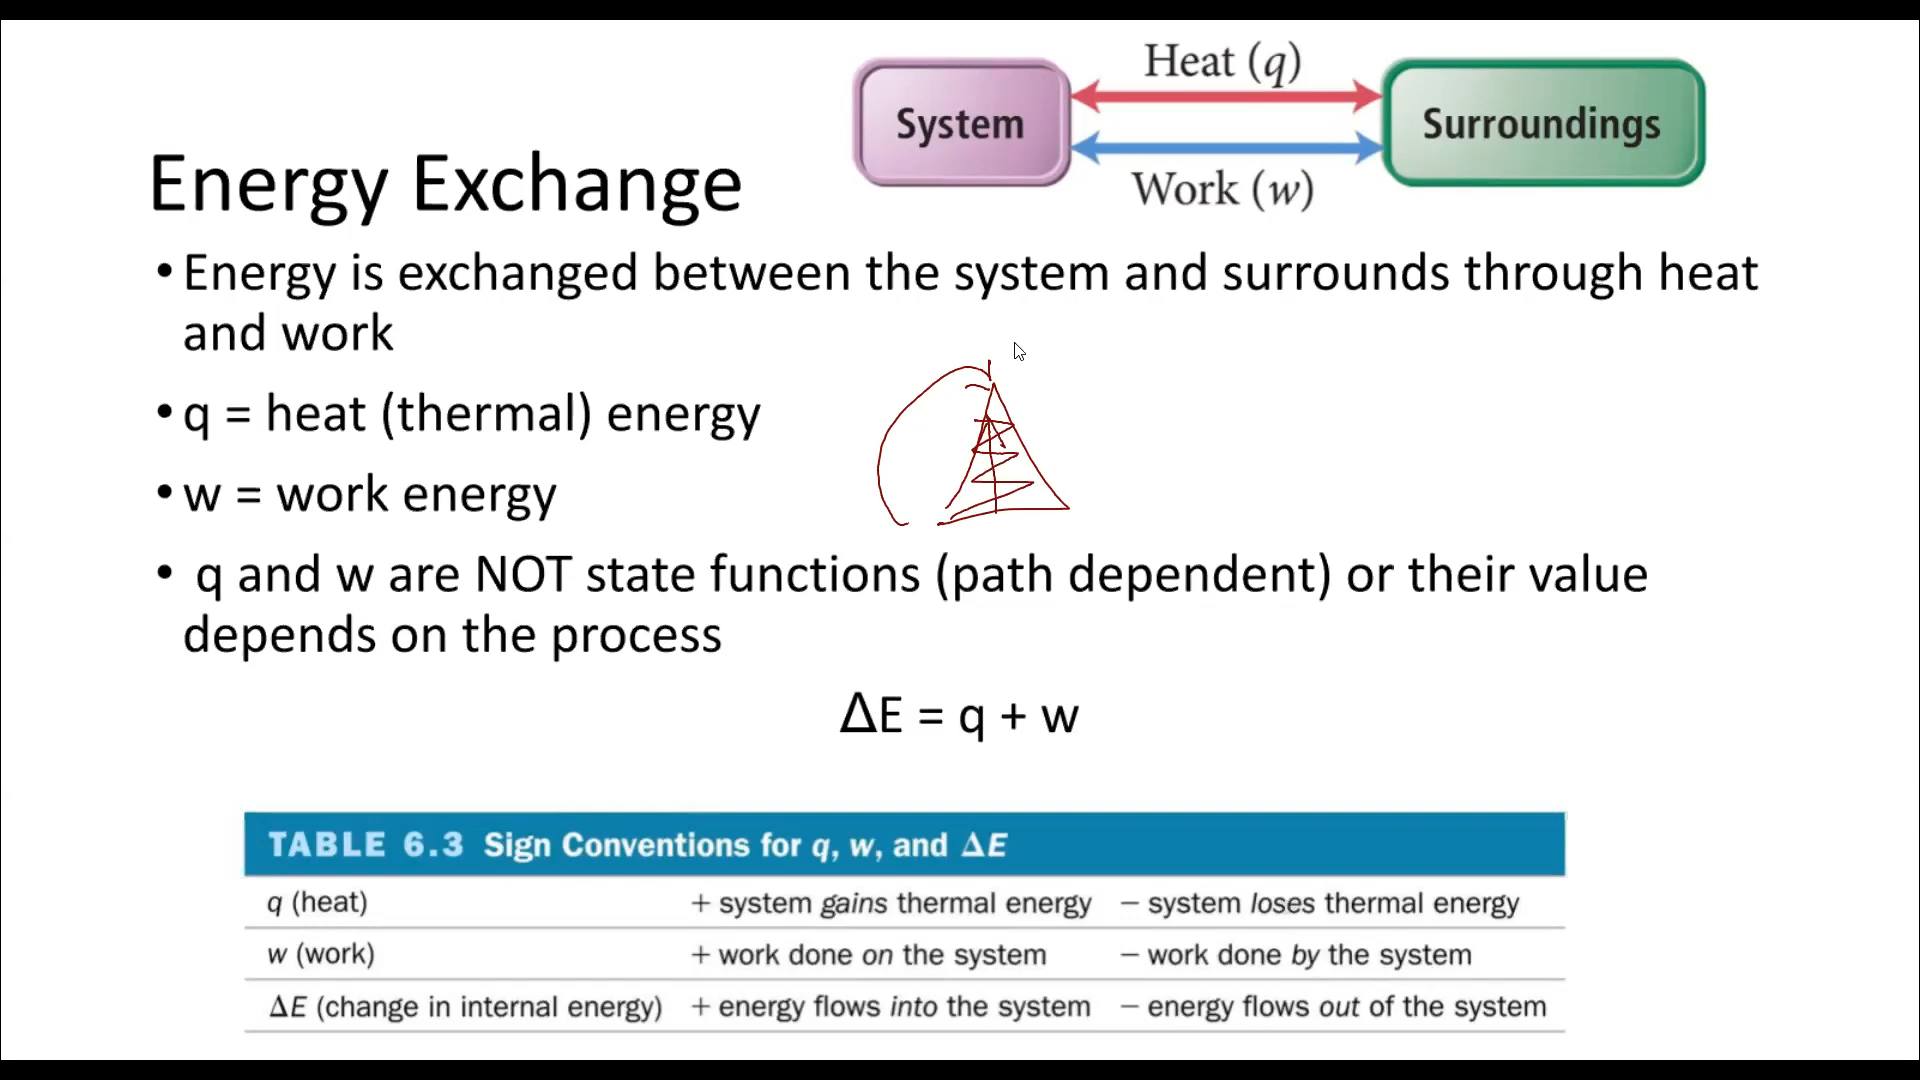 Heat (q)
System
Surroundings
Work (w)
Energy Exchange
• Energy is exchanged between the system and surrounds through heat
and work
• q = heat (thermal) energy
• w = work energy
• q and w are NOT state functions (path dependent) or their value
depends on the process
ΔE = q + w
TABLE 6.3 Sign Conventions for q, w, and ΔE
q (heat) + system gains thermal energy − system loses thermal energy
w (work) + work done on the system − work done by the system
ΔE (change in internal energy) + energy flows into the system − energy flows out of the system